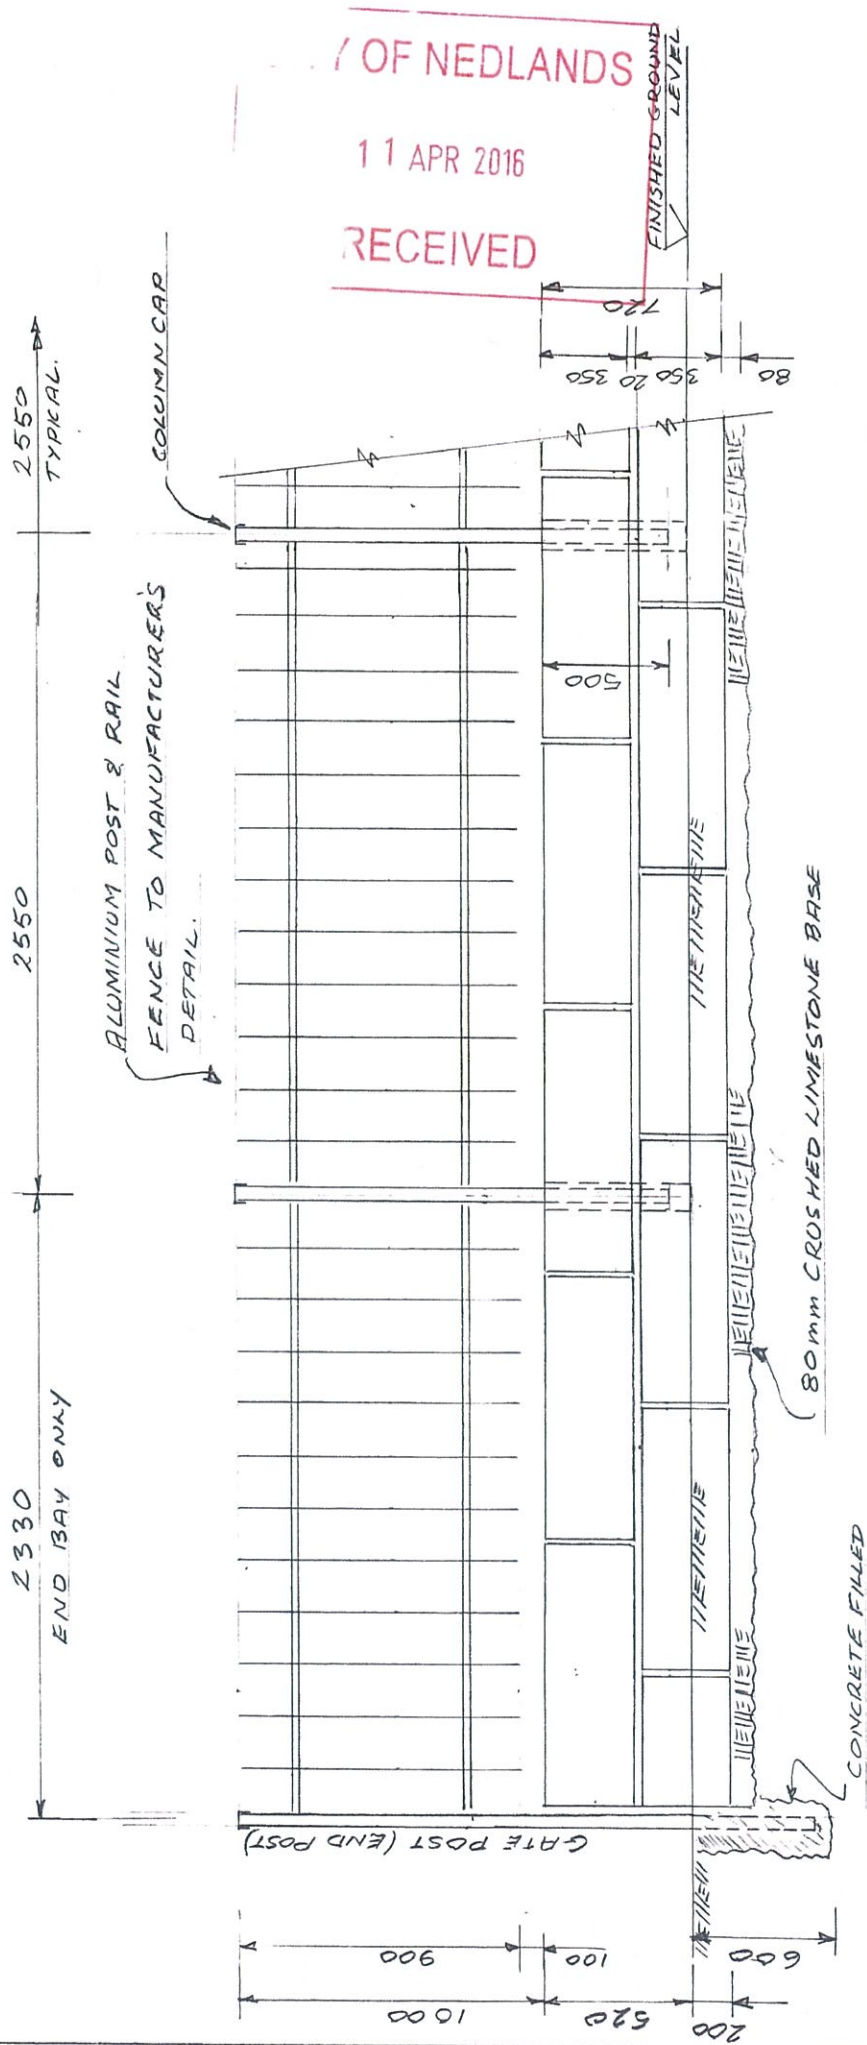 Y OF NEDLANDS
11 APR 2016
RECEIVED
FINISHED GROUND
LEVEL
2550
TYPICAL.
COLUMN CAP
2550
ALUMINIUM POST & RAIL
FENCE TO MANUFACTURER'S
DETAIL.
2330
END BAY ONLY
720
350
20
350
80
500
80mm CRUSHED LIMESTONE BASE
CONCRETE FILLED
GATE POST (END POST)
900
100
1000
520
200
600